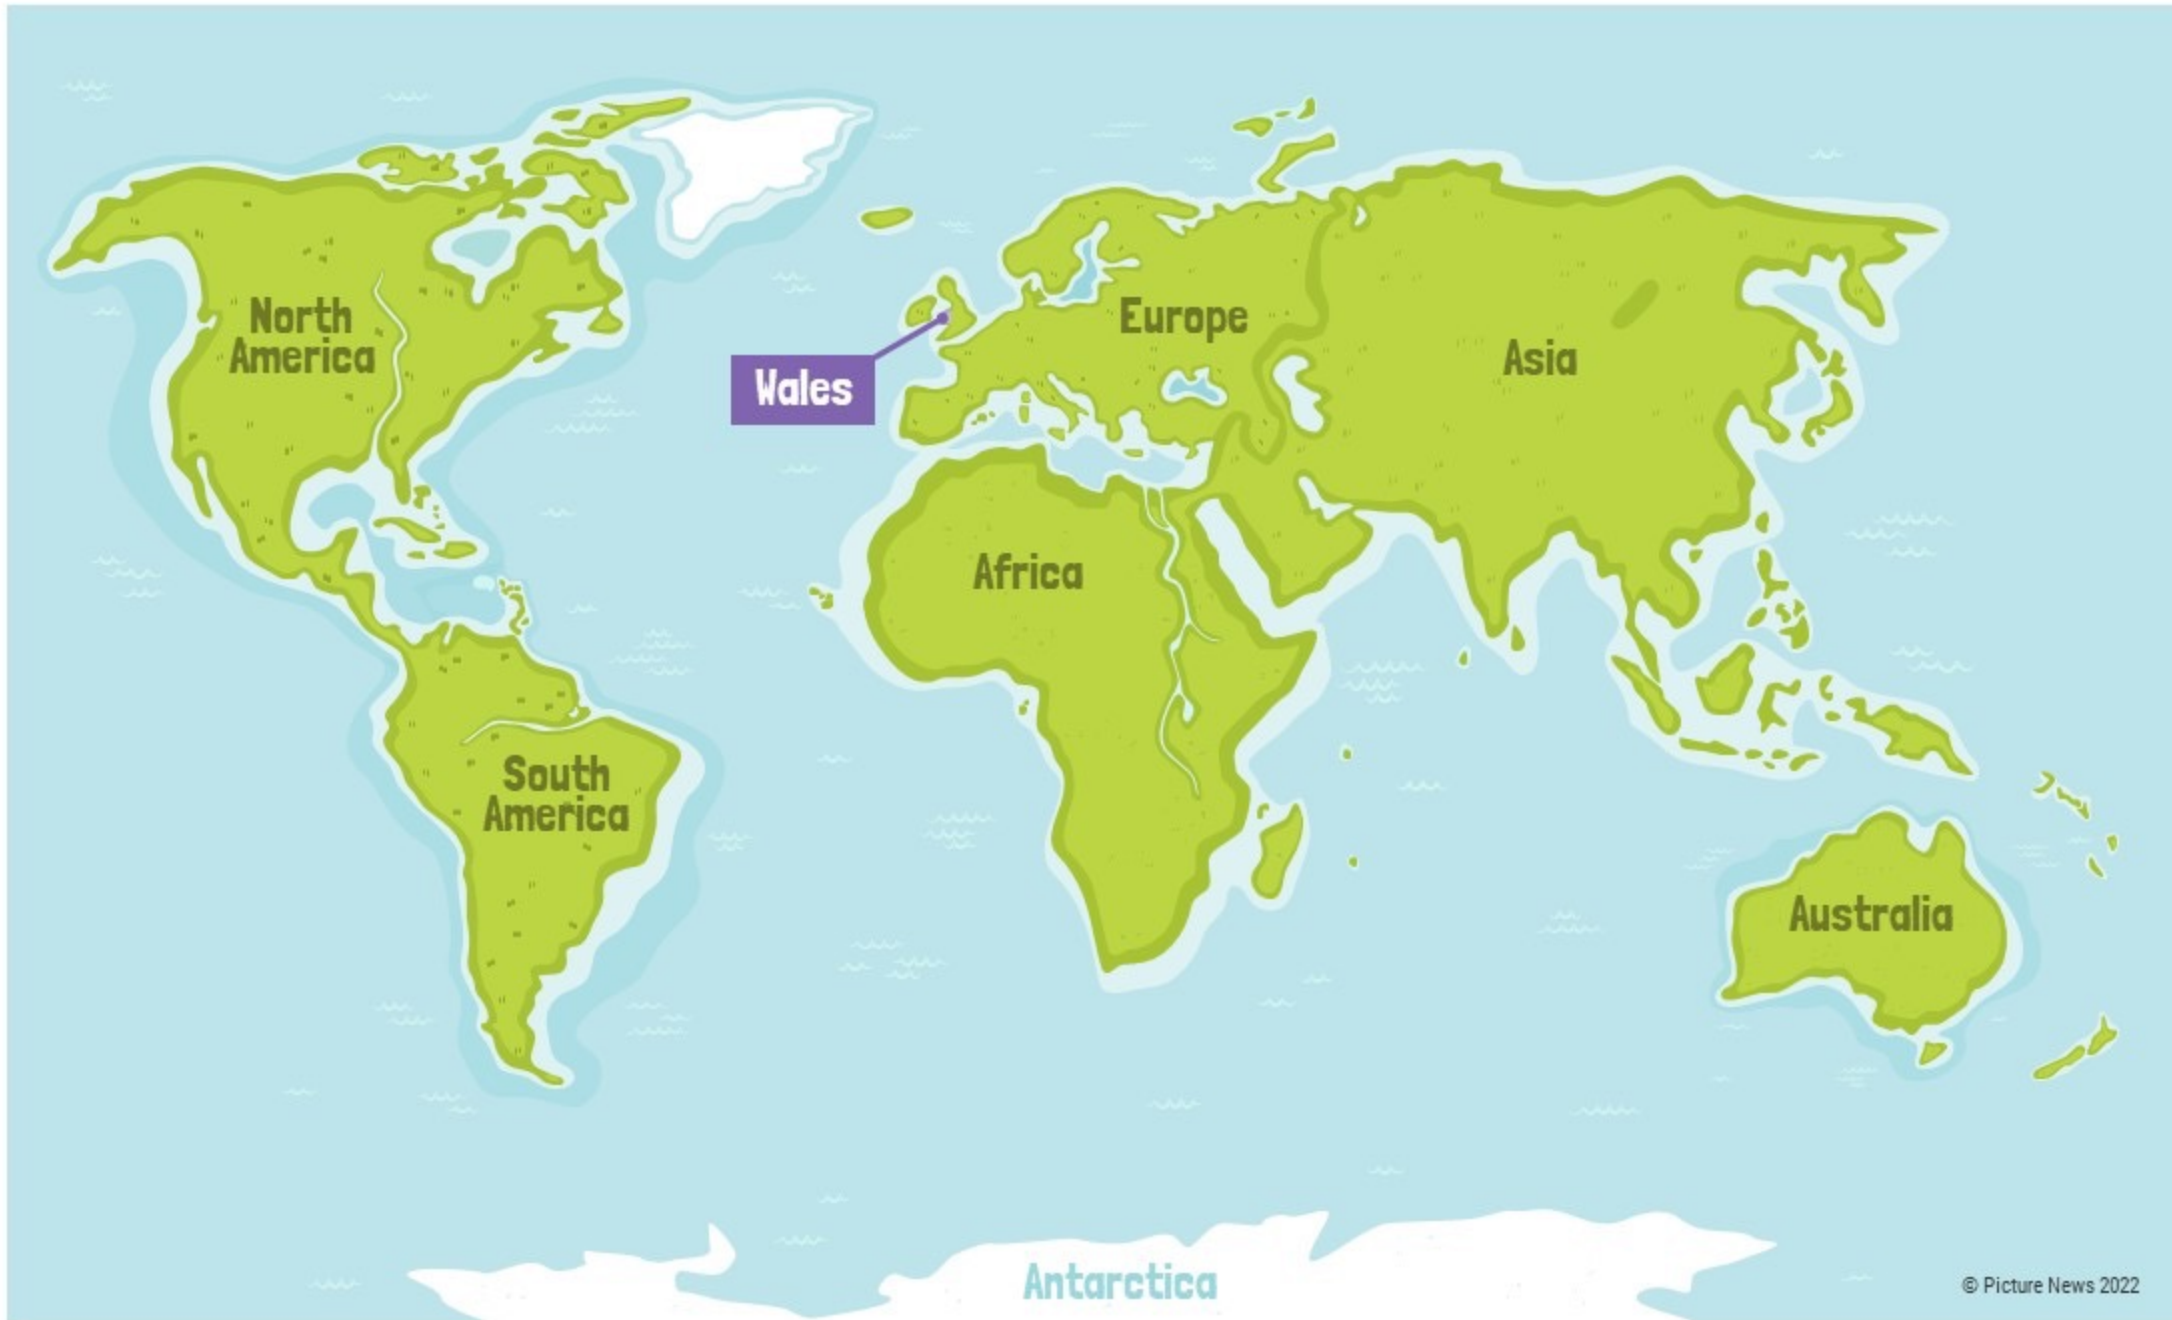 North
America
Europe
Asia
Wales
Africa
South
America
Australia
Antarctica
© Picture News 2022